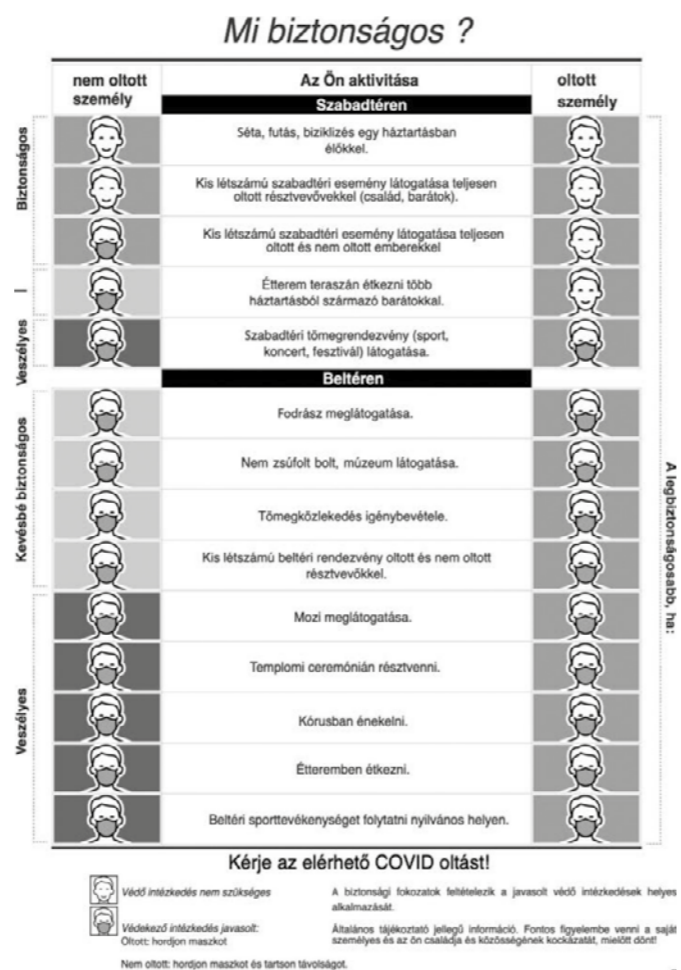 Mi biztonságos ?
nem oltott
személy
Az Ön aktivitása
oltott
személy
Szabadtéren
Biztonságos
Séta, futás, biziklizés egy háztartásban
élőkkel.
Kis létszámú szabadtéri esemény látogatása teljesen
oltott résztvevővekkel (család, barátok).
Kis létszámú szabadtéri esemény látogatása teljesen
oltott és nem oltott emberekkel
Étterem teraszán étkezni több
háztartásból származó barátokkal.
Veszélyes
Szabadtéri tömegrendezvény (sport,
koncert, fesztivál) látogatása.
Beltéren
Kevésbé biztonságos
Fodrász meglátogatása.
Nem zsúfolt bolt, múzeum látogatása.
Tömegközlekedés igénybevétele.
Kis létszámú beltéri rendezvény oltott és nem oltott
résztvevőkkel.
A legbiztonságosabb, ha:
Veszélyes
Mozi meglátogatása.
Templomi ceremónián résztvenni.
Kórusban énekelni.
Étteremben étkezni.
Beltéri sporttevékenységet folytatni nyilvános helyen.
Kérje az elérhető COVID oltást!
Védő intézkedés nem szükséges
Védekező intézkedés javasolt:
Oltott: hordjon maszkot
Nem oltott: hordjon maszkot és tartson távolságot.
A biztonsági fokozatok feltételezik a javasolt védő intézkedések helyes
alkalmazását.
Általános tájékoztató jellegű információ. Fontos figyelembe venni a saját
személyes és az ön családja és közösségének kockázatát, mielőtt dönt!